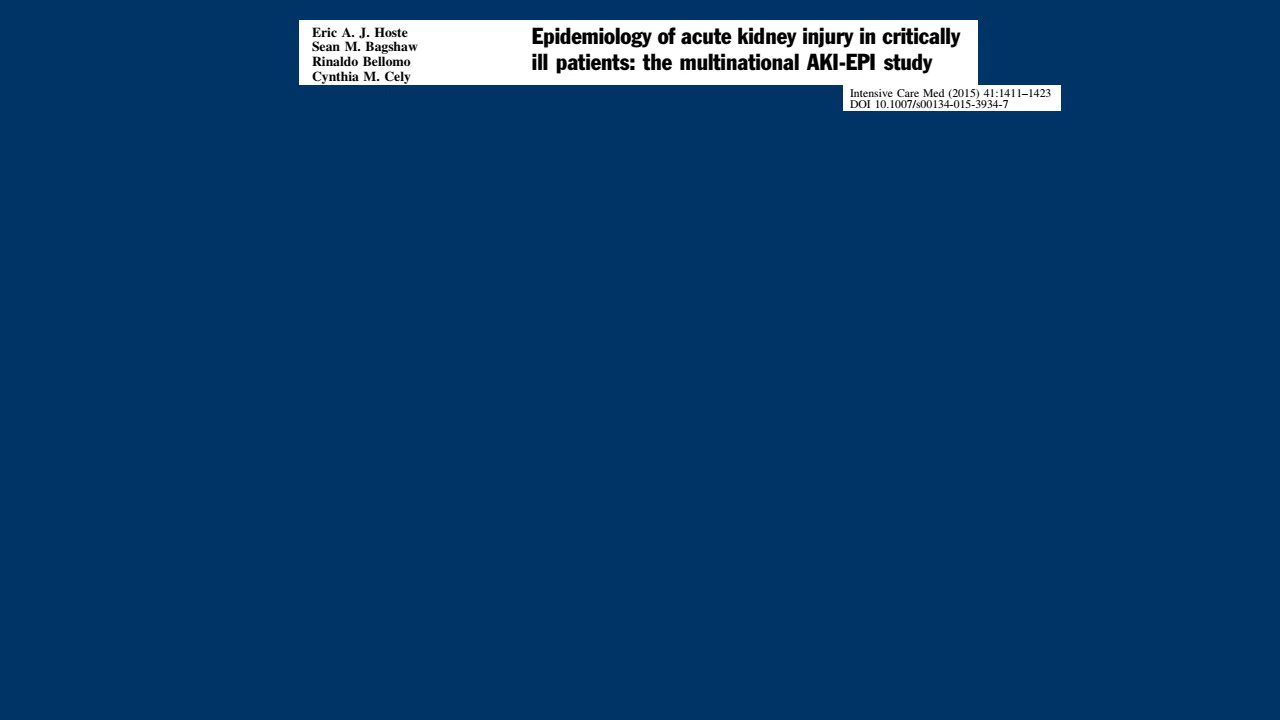 Eric A. J. Hoste
Sean M. Bagshaw
Rinaldo Bellomo
Cynthia M. Cely
Epidemiology of acute kidney injury in critically
ill patients: the multinational AKI-EPI study
Intensive Care Med (2015) 41:1411–1423
DOI 10.1007/s00134-015-3934-7